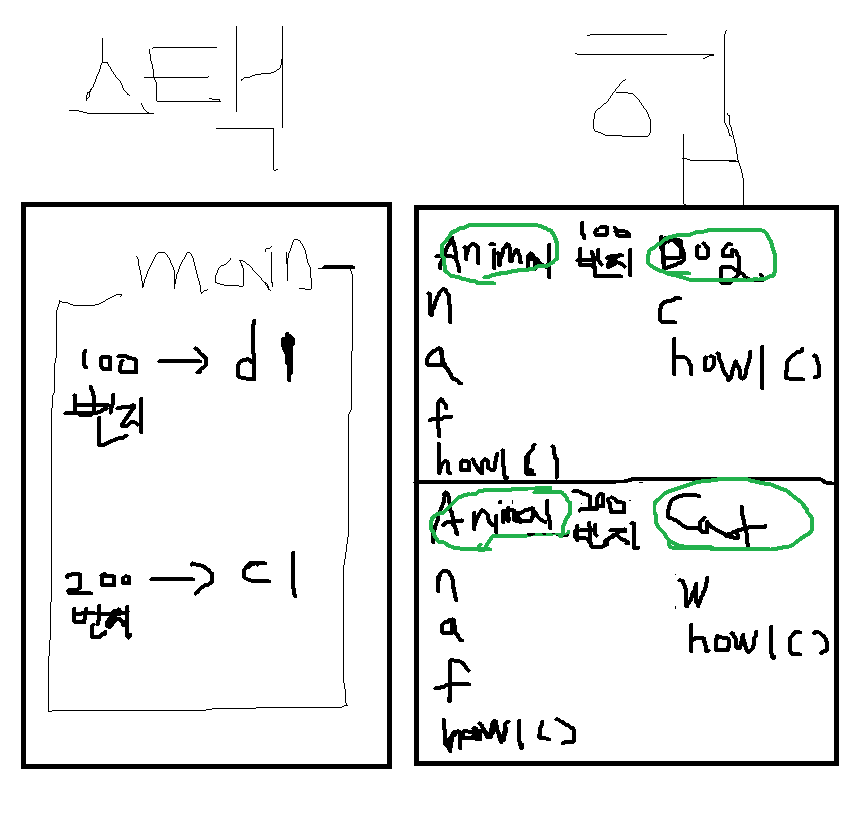 스택
힙
main
100 → d1
번지
200 → c1
번지
Animal 100 Dog
번지
n c
a howl()
f
howl()
Animal 200 Cat
번지
n w
a howl()
f
howl()